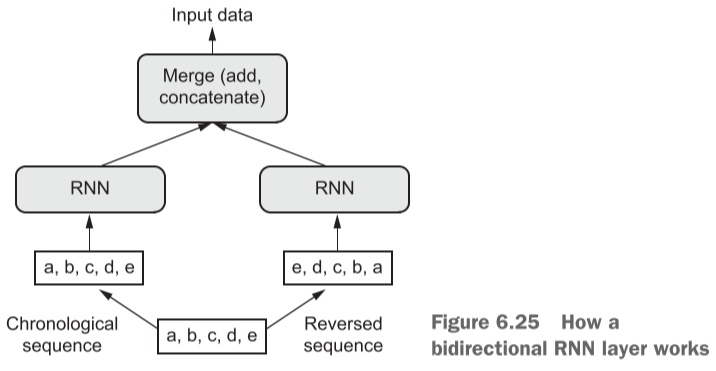 Input data
Merge (add,
concatenate)
RNN
RNN
a, b, c, d, e
e, d, c, b, a
Chronological
sequence
a, b, c, d, e
Reversed
sequence
Figure 6.25 How a
bidirectional RNN layer works